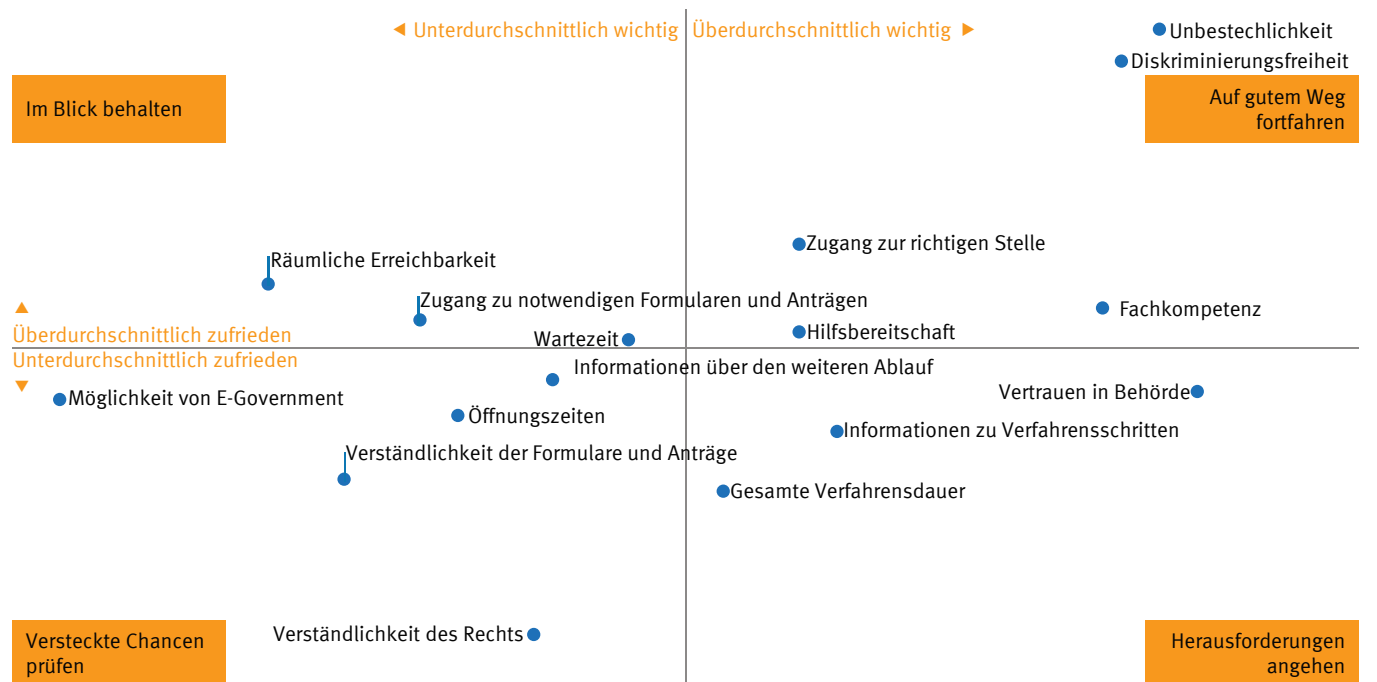 ◄ Unterdurchschnittlich wichtig
Überdurchschnittlich wichtig ►
Unbestechlichkeit
Diskriminierungsfreiheit
Im Blick behalten
Auf gutem Weg
fortfahren
Zugang zur richtigen Stelle
Räumliche Erreichbarkeit
Zugang zu notwendigen Formularen und Anträgen
Fachkompetenz
▲
Überdurchschnittlich zufrieden
Wartezeit
Hilfsbereitschaft
Unterdurchschnittlich zufrieden
▼
Informationen über den weiteren Ablauf
Möglichkeit von E-Government
Vertrauen in Behörde
Öffnungszeiten
Informationen zu Verfahrensschritten
Verständlichkeit der Formulare und Anträge
Gesamte Verfahrensdauer
Versteckte Chancen
prüfen
Verständlichkeit des Rechts
Herausforderungen
angehen